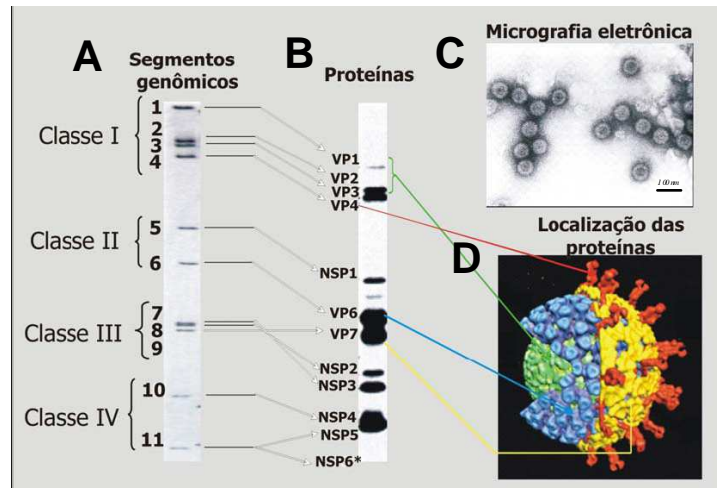 A
Segmentos
genômicos
Classe I
1
2
3
4
Classe II
5
6
Classe III
7
8
9
Classe IV
10
11
B
Proteínas
VP1
VP2
VP3
VP4
NSP1
VP6
VP7
NSP2
NSP3
NSP4
NSP5
NSP6*
C
Micrografia eletrônica
100 nm
Localização das
proteínas
D